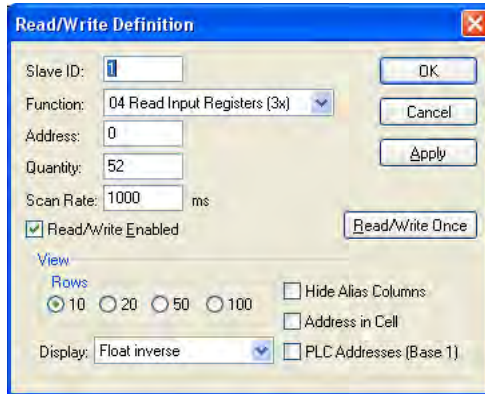 Read/Write Definition
Slave ID: 1
OK
Function: 04 Read Input Registers (3x)
Cancel
Address: 0
Quantity: 52
Apply
Scan Rate: 1000 ms
Read/Write Enabled
Read/Write Once
View
Rows
10 20 50 100
Hide Alias Columns
Address in Cell
Display: Float inverse
PLC Addresses (Base 1)